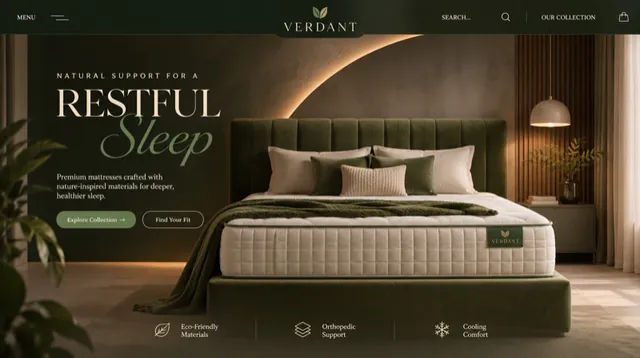 MENU
VERDANT
SEARCH...
OUR COLLECTION
NATURAL SUPPORT FOR A
RESTFUL
Sleep
Premium mattresses crafted with
nature-inspired materials for deeper,
healthier sleep.
Explore Collection →
Find Your Fit
VERDANT
Eco-Friendly
Materials
Orthopedic
Support
Cooling
Comfort